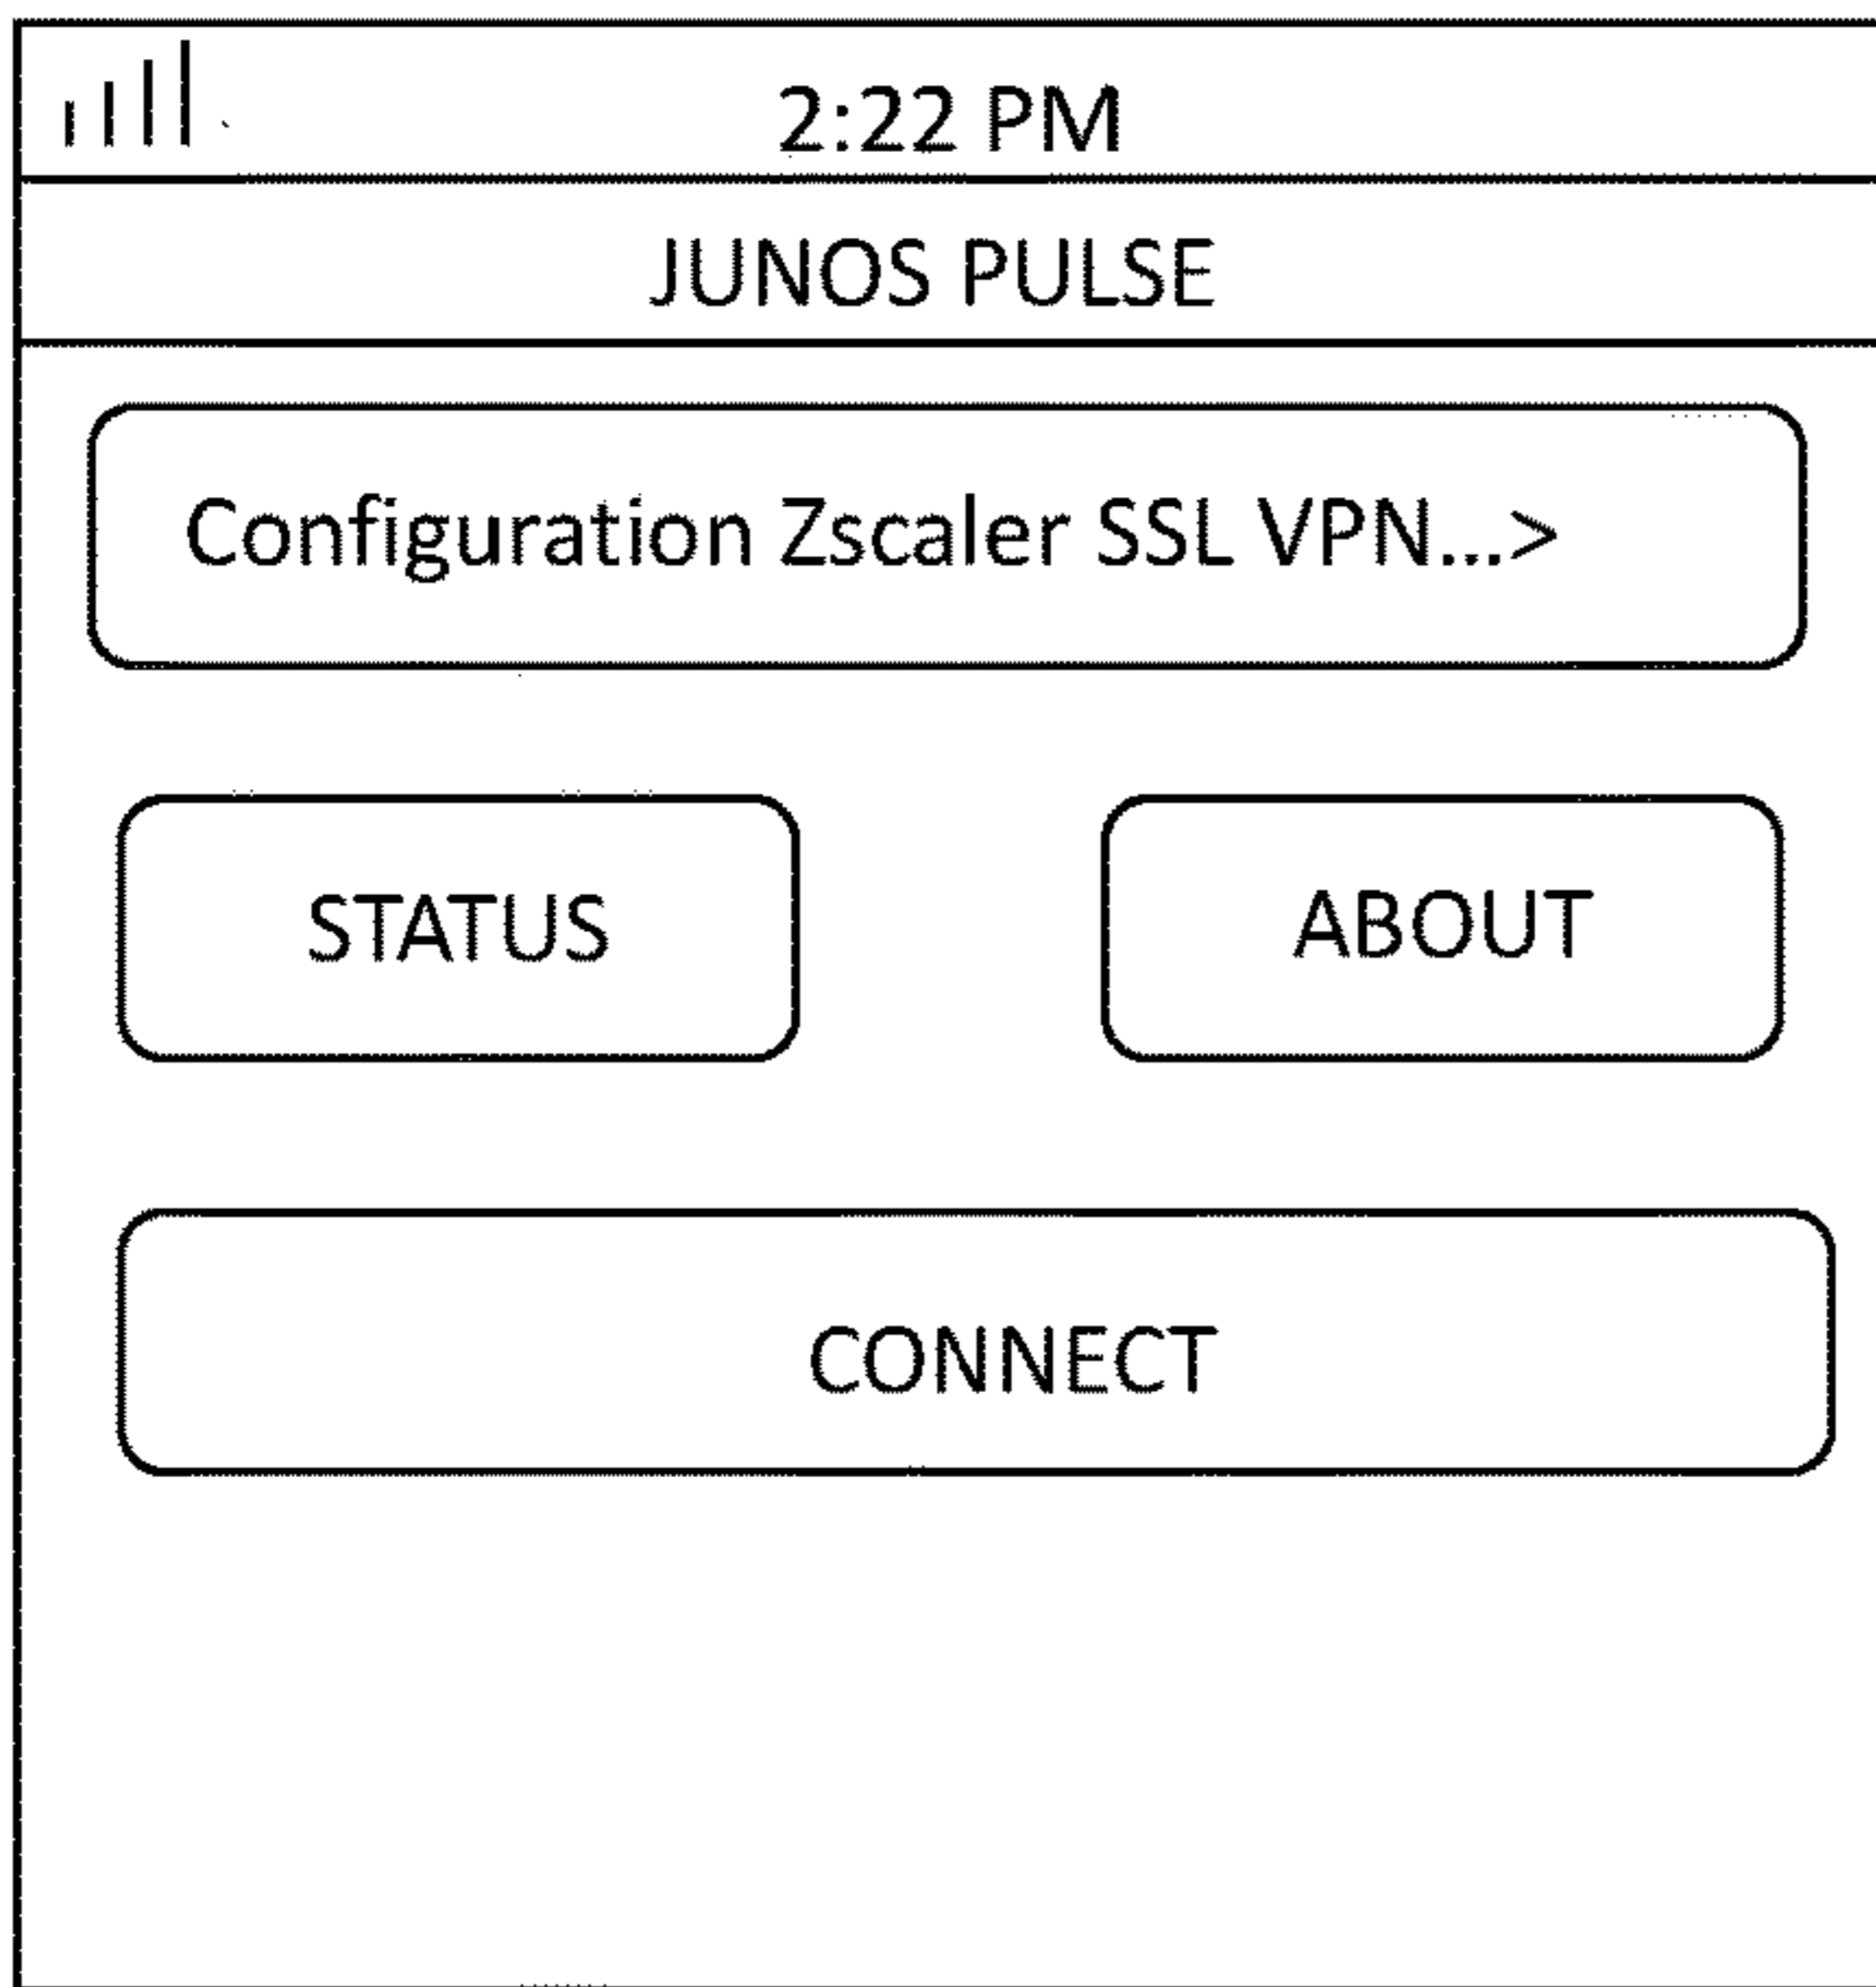 2:22 PM
JUNOS PULSE
Configuration Zscaler SSL VPN...>
STATUS
ABOUT
CONNECT